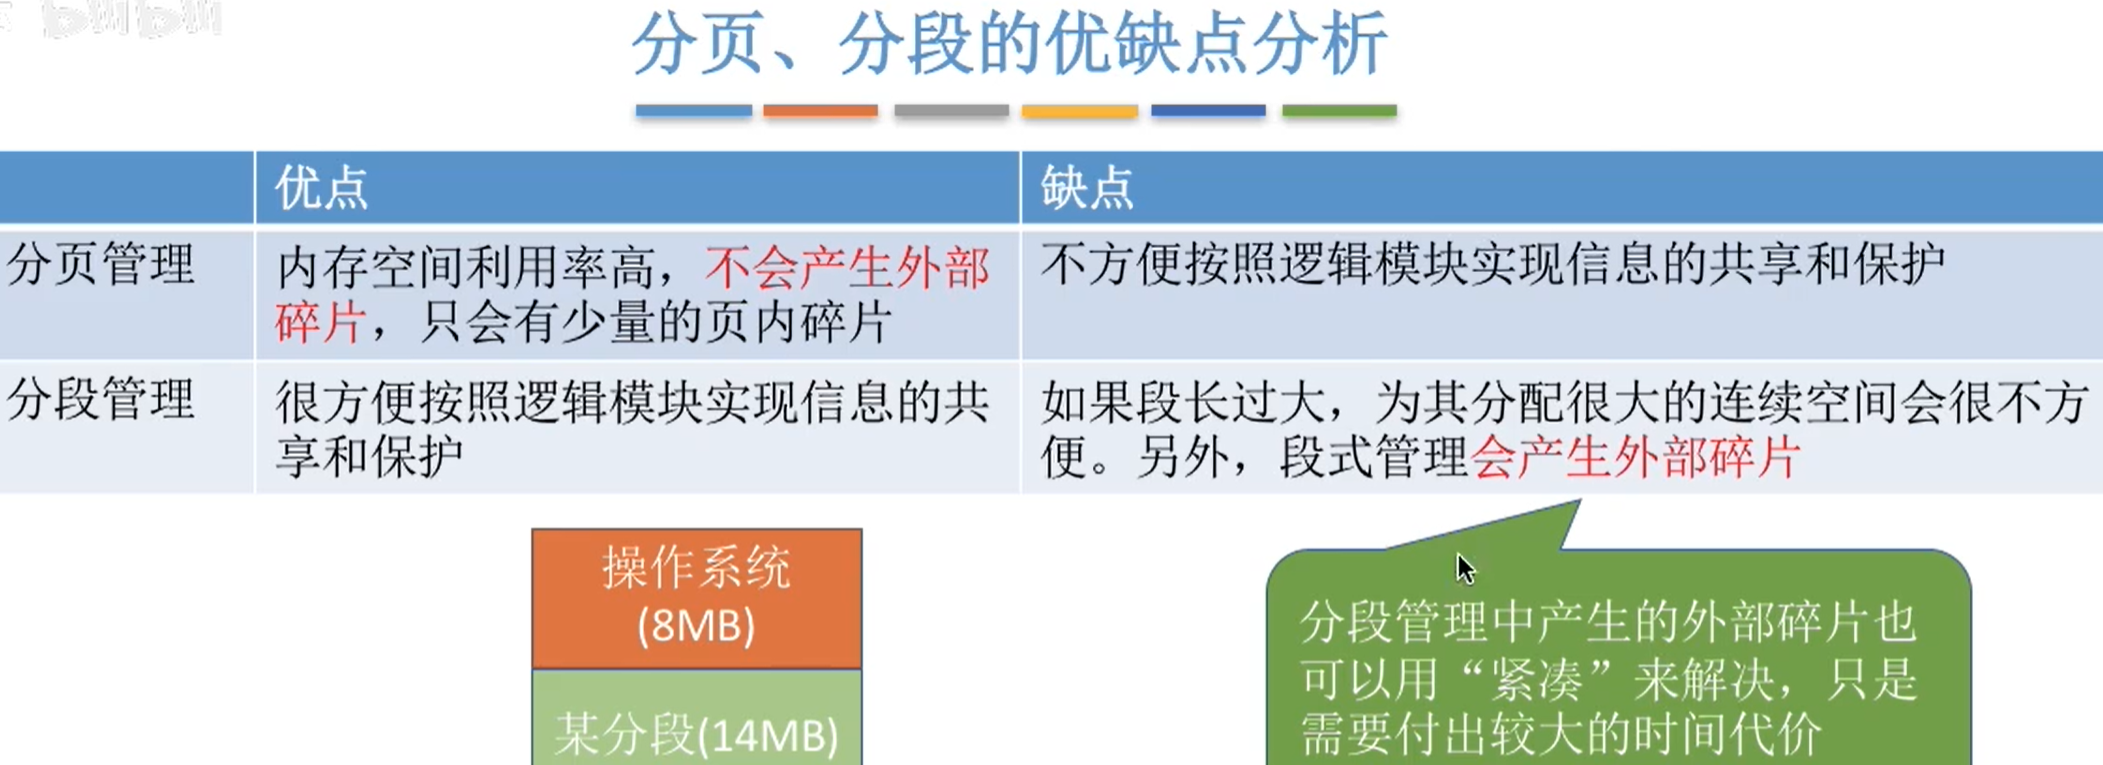 bilibili
分页、分段的优缺点分析
优点
缺点
分页管理
内存空间利用率高，不会产生外部
碎片，只会有少量的页内碎片
不方便按照逻辑模块实现信息的共享和保护
分段管理
很方便按照逻辑模块实现信息的共
享和保护
如果段长过大，为其分配很大的连续空间会很不方
便。另外，段式管理会产生外部碎片
操作系统
(8MB)
某分段(14MB)
分段管理中产生的外部碎片也
可以用“紧凑”来解决，只是
需要付出较大的时间代价